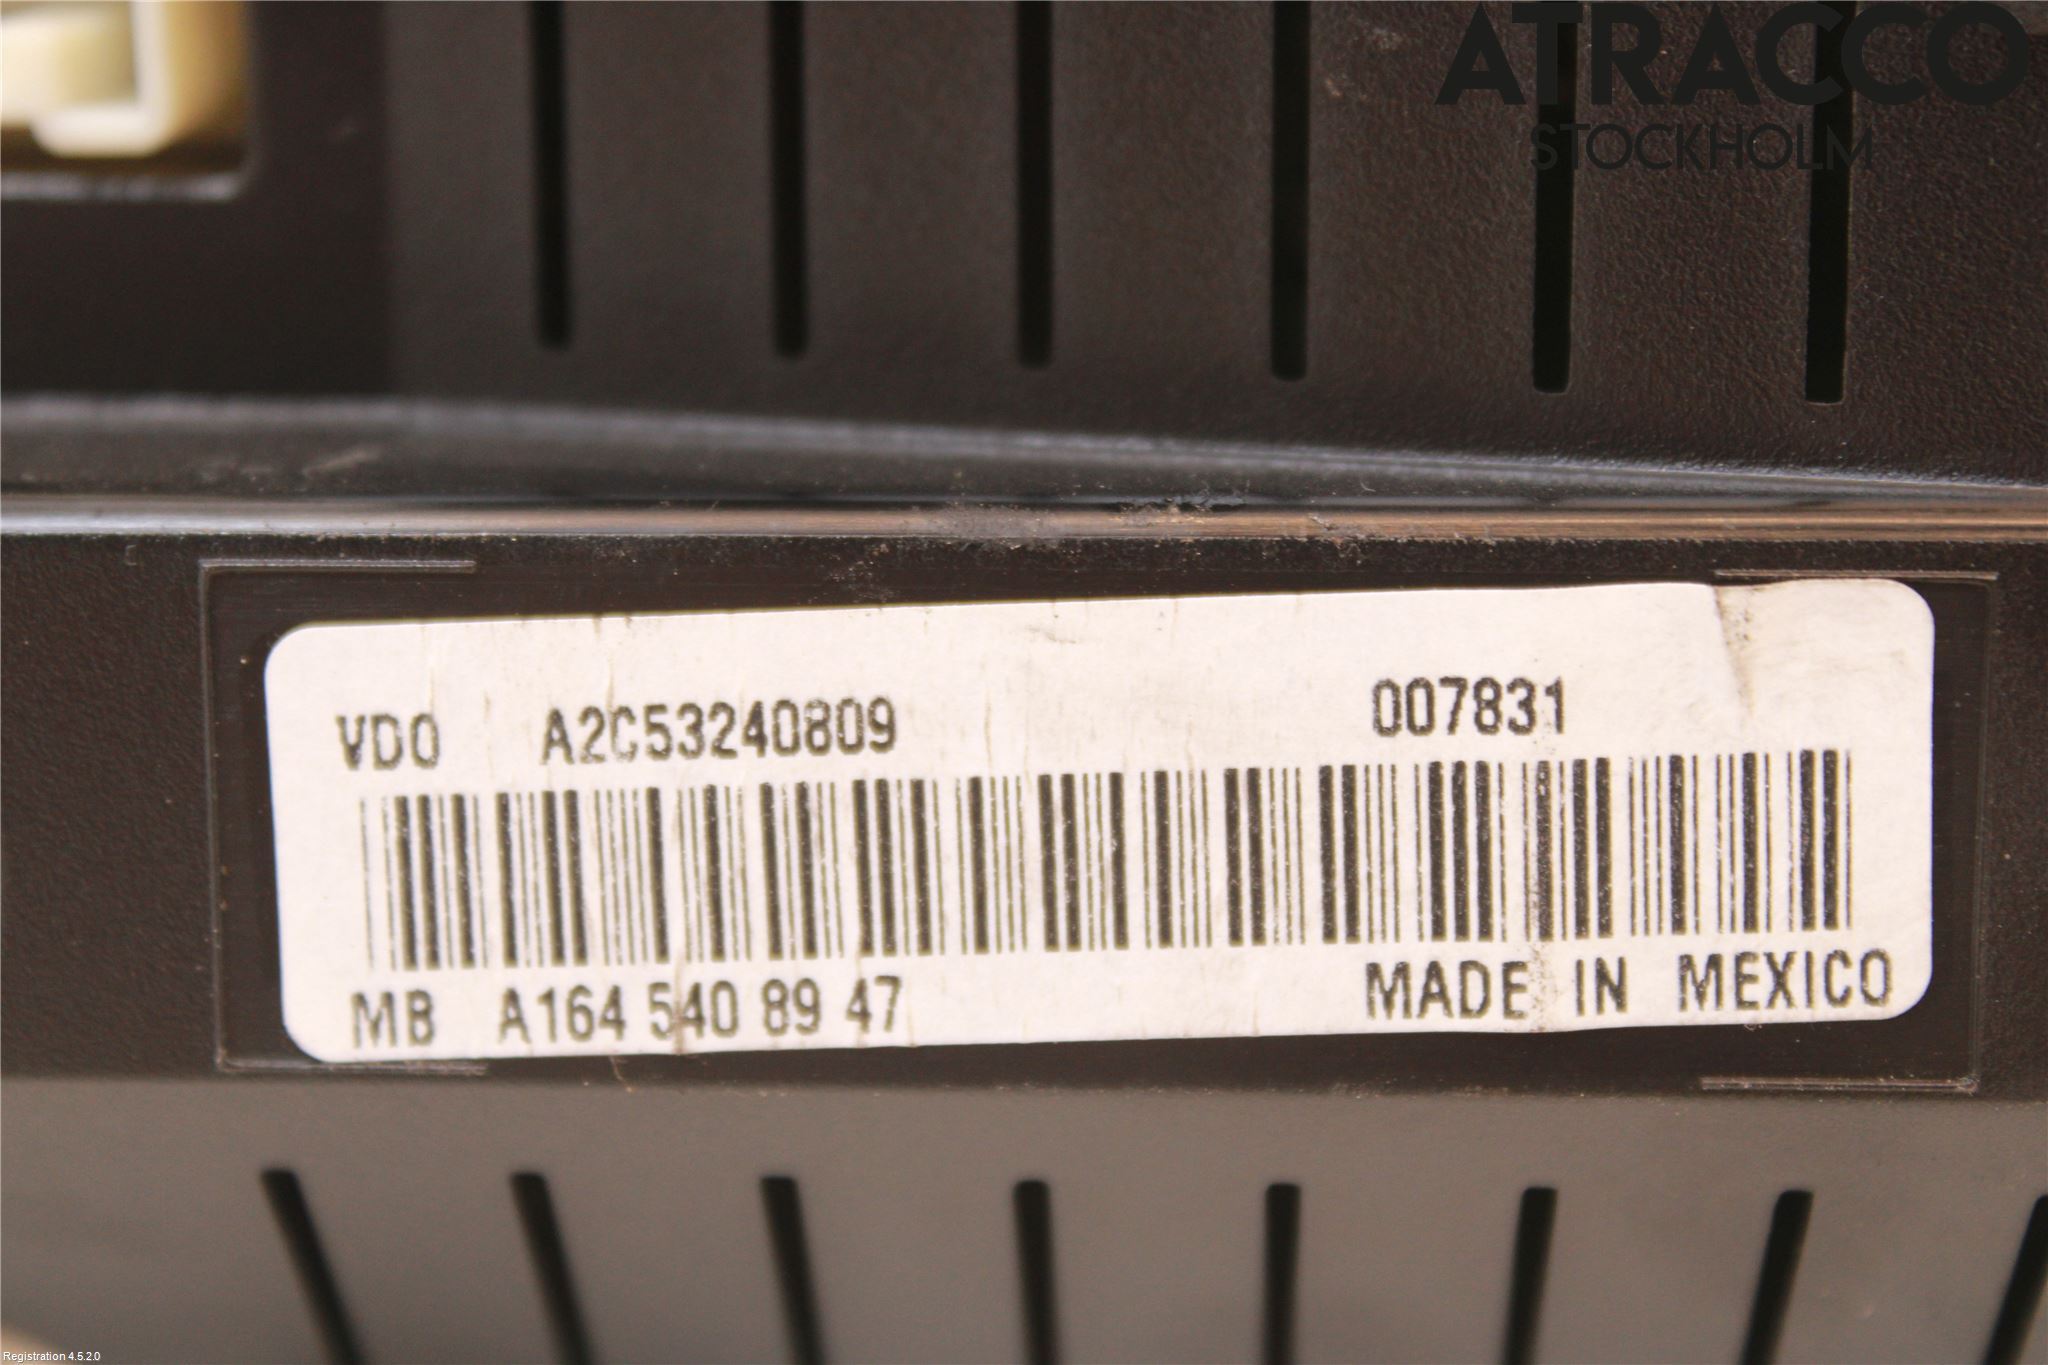 ATRACCO
STOCKHOLM
VDO A2C53240809 007831
MB A164 540 89 47 MADE IN MEXICO
Registration 4.5.2.0